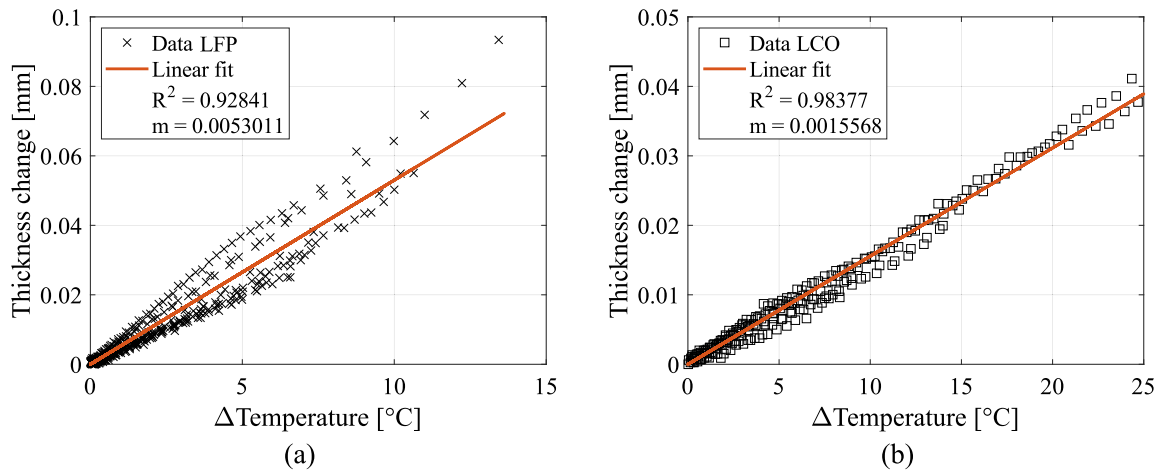 0.1
0.08
0.06
0.04
0.02
0
Thickness change [mm]
Data LFP
Linear fit
R² = 0.92841
m = 0.0053011
0 5 10 15
ΔTemperature [°C]
(a)
0.05
0.04
0.03
0.02
0.01
0
Thickness change [mm]
Data LCO
Linear fit
R² = 0.98377
m = 0.0015568
0 5 10 15 20 25
ΔTemperature [°C]
(b)